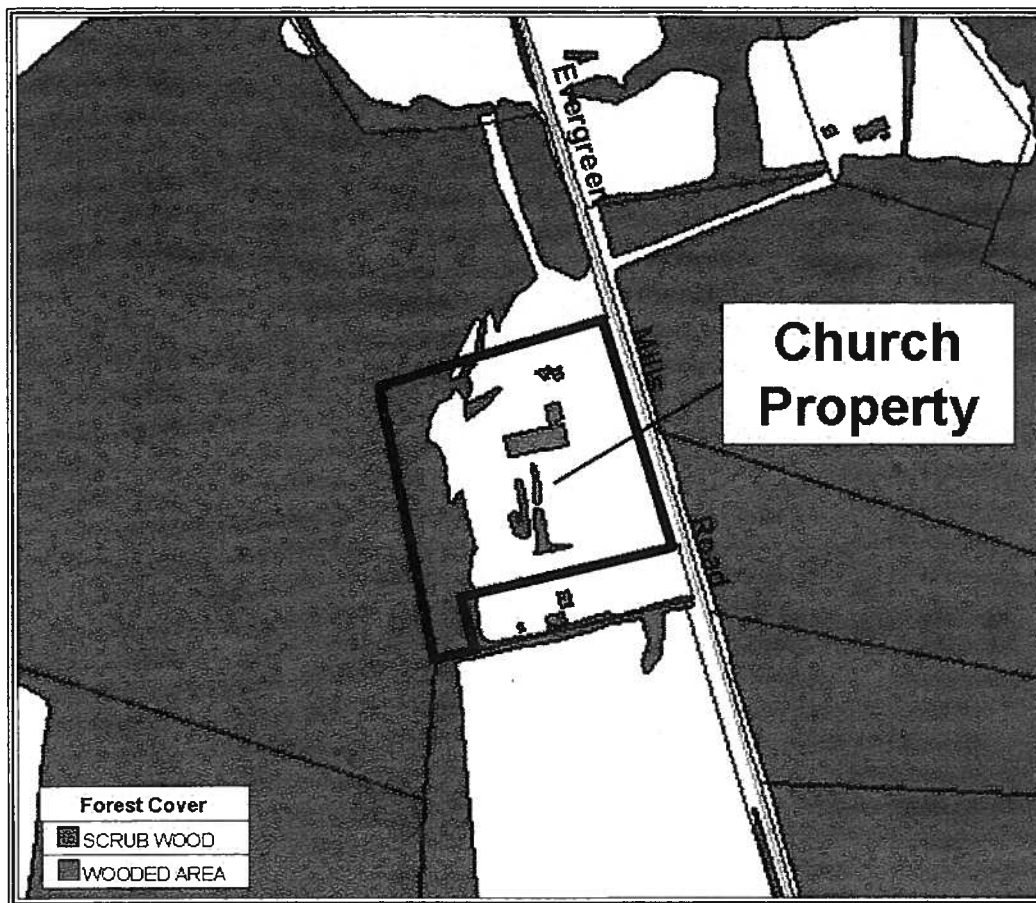 Evergreen
Mills
Road
Church
Property
Forest Cover
SCRUB WOOD
WOODED AREA